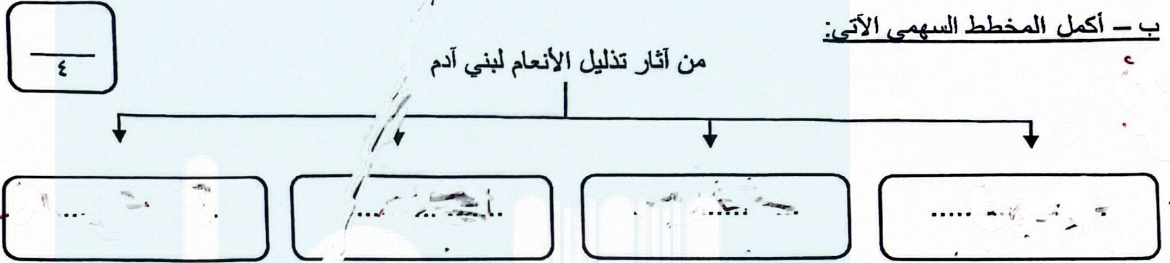 ب – أكمل المخطط السهمي الآتي:
من آثار تذليل الأنعام لبني آدم
٤